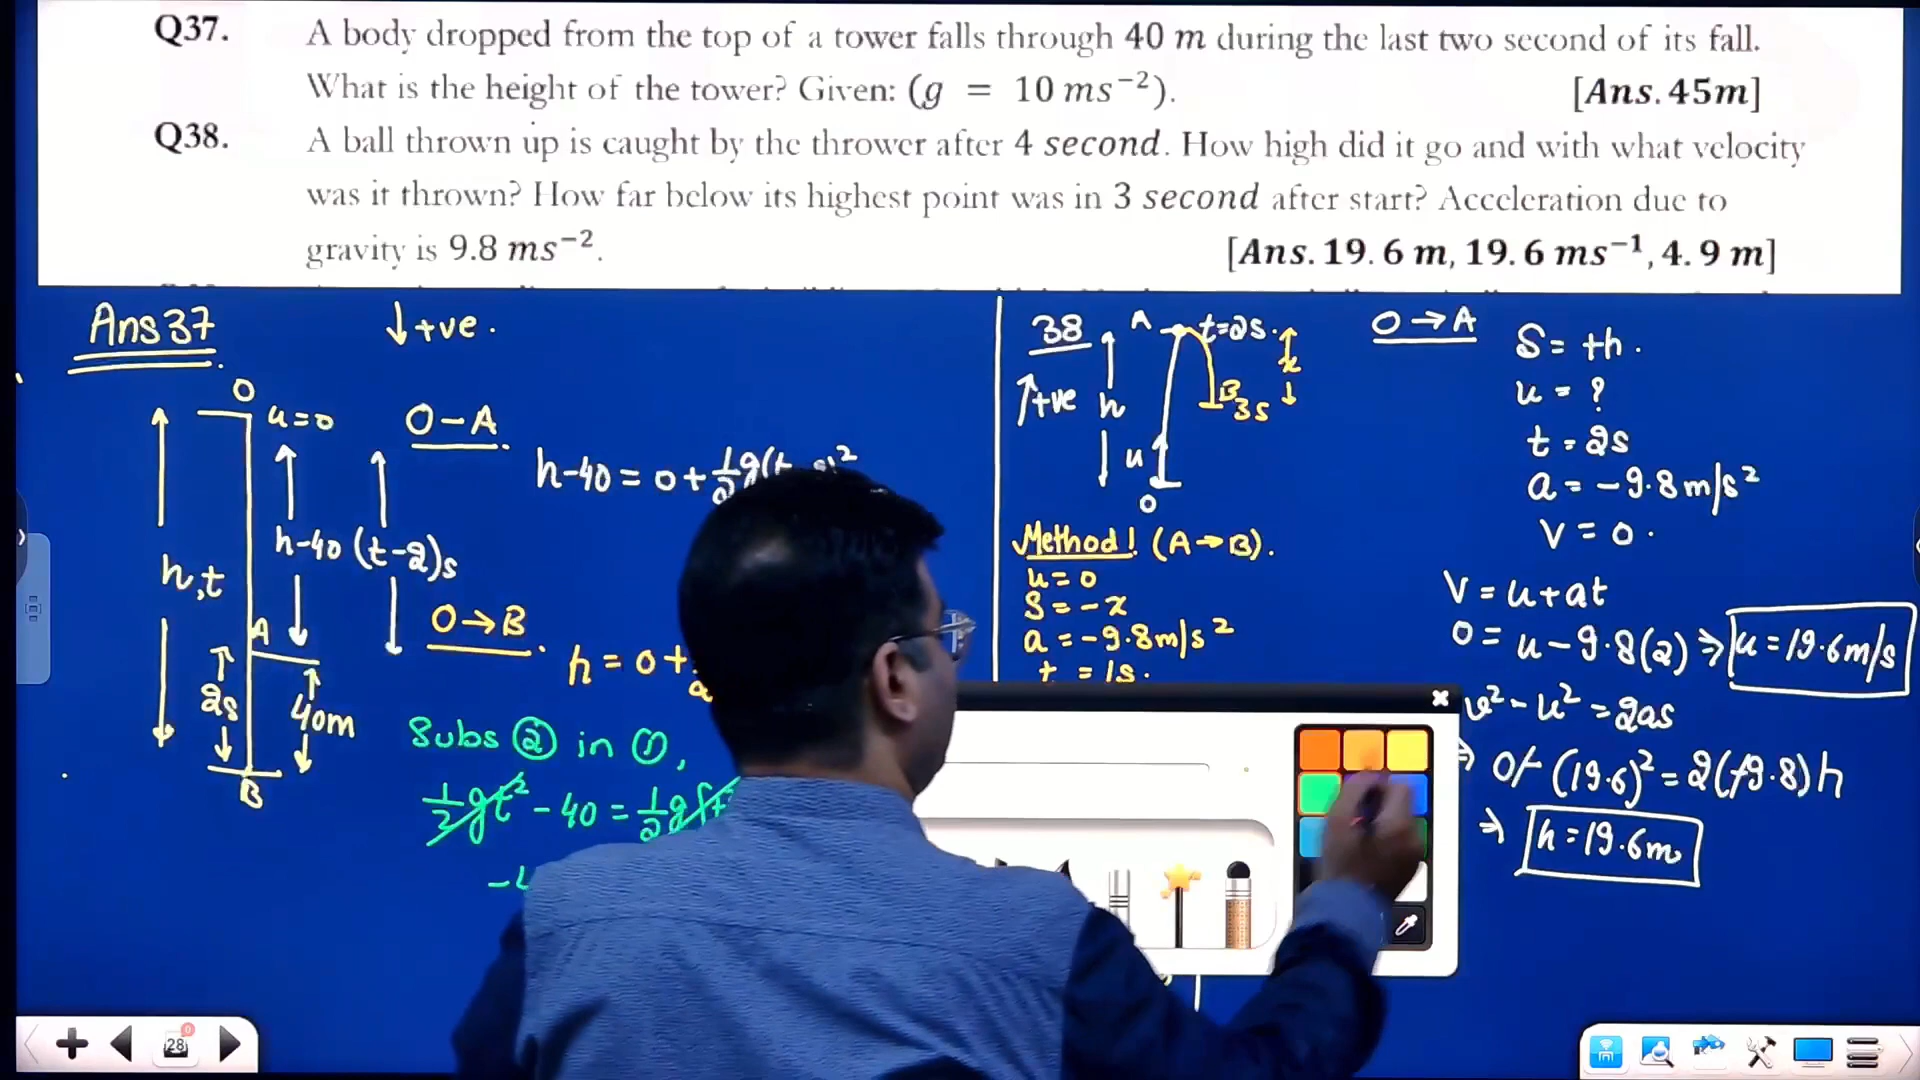 Q37. A body dropped from the top of a tower falls through 40 m during the last two second of its fall.
What is the height of the tower? Given: (g = 10 ms⁻²). [Ans. 45m]
Q38. A ball thrown up is caught by the thrower after 4 second. How high did it go and with what velocity
was it thrown? How far below its highest point was in 3 second after start? Acceleration due to
gravity is 9.8 ms⁻². [Ans. 19.6 m, 19.6 ms⁻¹, 4.9 m]
Ans 37
↓+ve.
O
u=0
O-A
h-40 = 0+½g(t
h-40
(t-2)s
h,t
A
O→B
h = 0+
2s
40m
B
Subs ② in ①,
½gt² - 40 = ½g
-4
38
A
t=2s.
x
↑+ve
h
B
3s
u
O
Method! (A→B).
u=0
S=-x
a=-9.8m/s²
t = 1s.
O→A
S= +h.
u = ?
t = 2s
a = -9.8m/s²
V = 0.
V = u+at
0 = u-9.8(2) ⇒ u=19.6m/s
v²-u² = 2as
(19.6)² = 2(9.8)h
⇒ h=19.6m
28
0